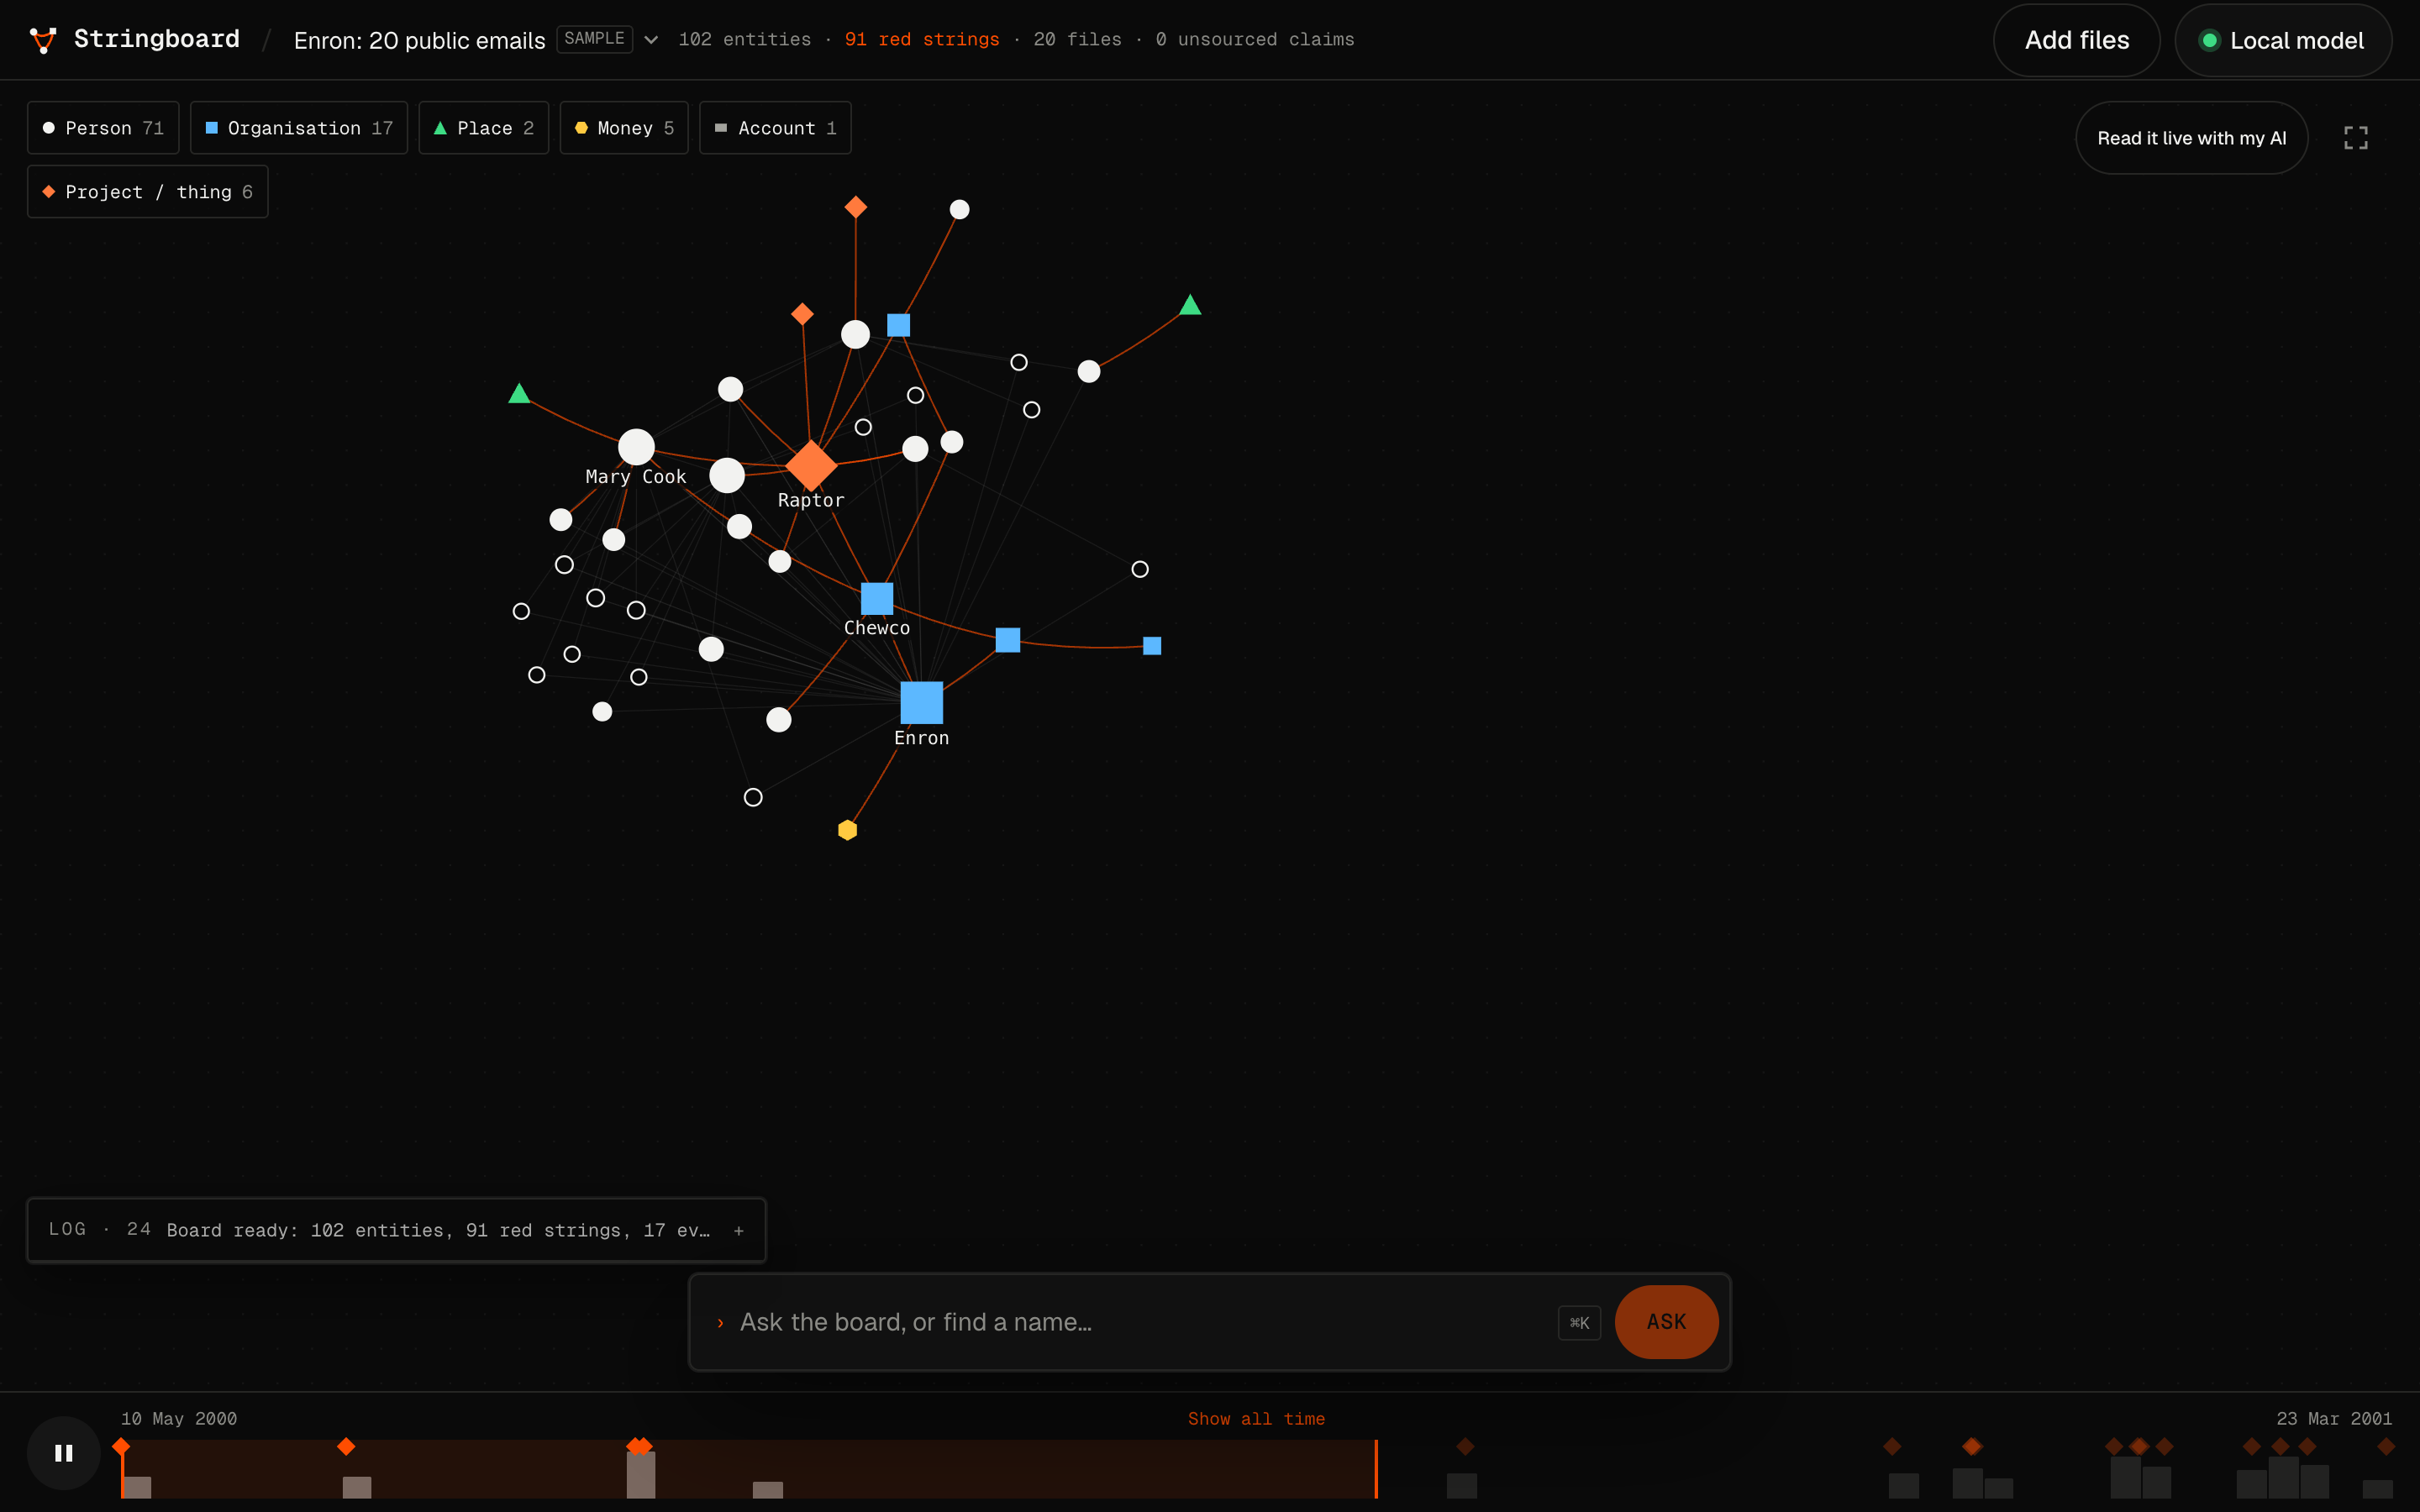 Stringboard / Enron: 20 public emails SAMPLE 102 entities · 91 red strings · 20 files · 0 unsourced claims Add files Local model
Person 71 Organisation 17 Place 2 Money 5 Account 1 Read it live with my AI
Project / thing 6
Mary Cook
Raptor
Chewco
Enron
LOG · 24 Board ready: 102 entities, 91 red strings, 17 ev… +
› Ask the board, or find a name… ⌘K ASK
10 May 2000 Show all time 23 Mar 2001